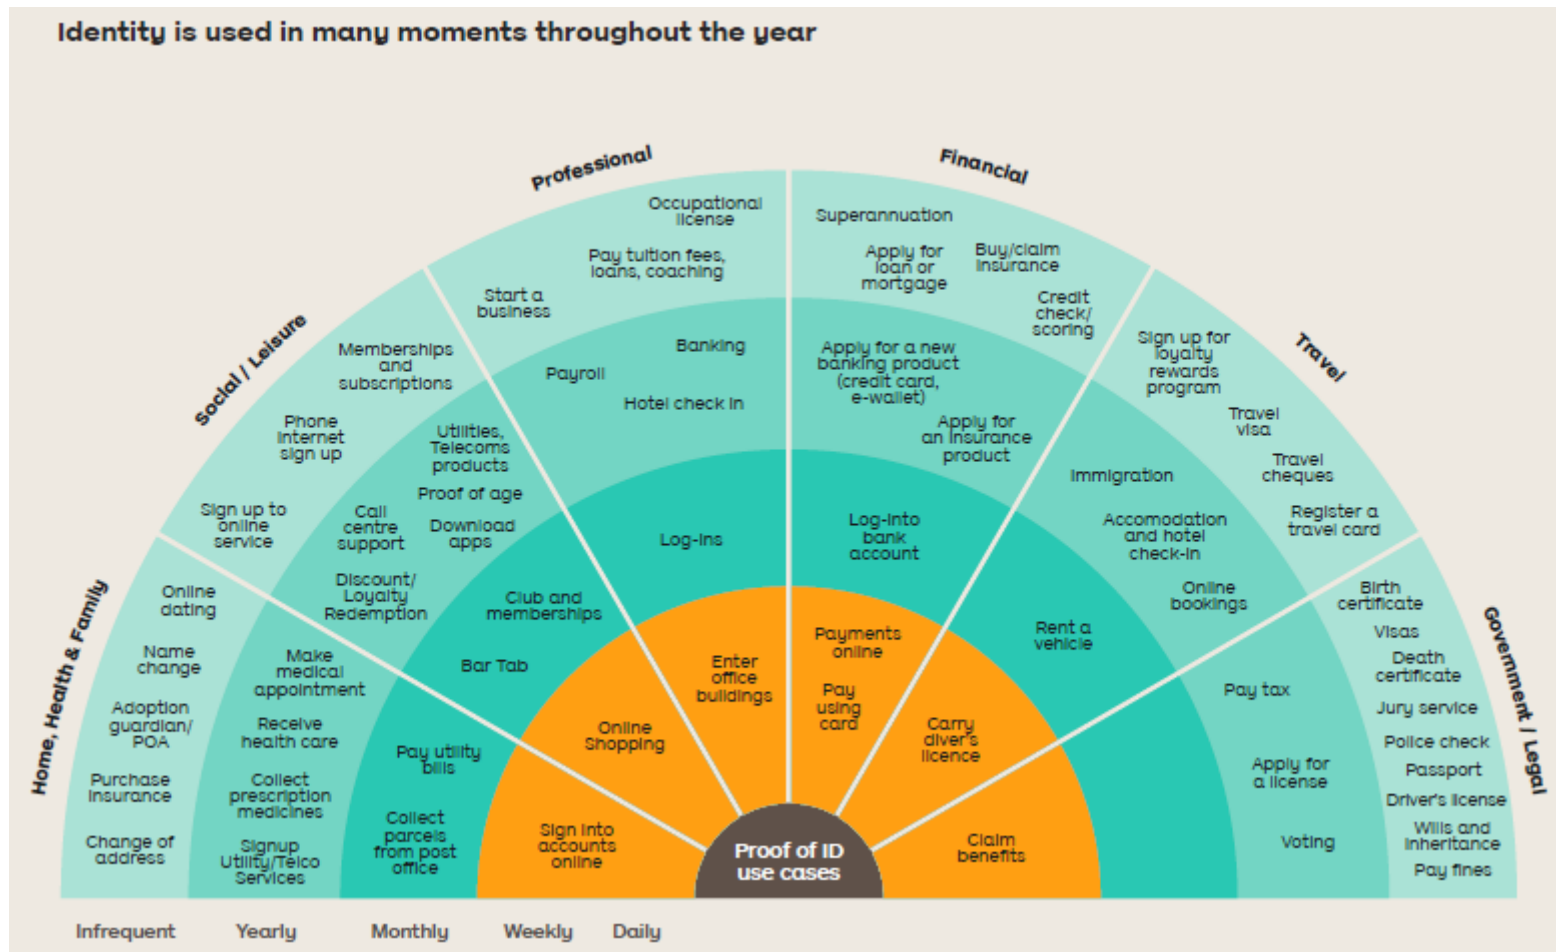 Identity is used in many moments throughout the year
Home, Health & Family
Online
dating
Name
change
Adoption
guardian/
POA
Purchase
Insurance
Change of
address
Make
medical
appointment
Receive
health care
Collect
prescription
medicines
Signup
Utility/Telco
Services
Pay utility
bills
Collect
parcels
from post
office
Sign into
accounts
online
Social / Leisure
Memberships
and
subscriptions
Phone
Internet
sign up
Sign up to
online
service
Utilities,
Telecoms
products
Proof of age
Call
centre
support
Download
apps
Discount/
Loyalty
Redemption
Club and
memberships
Bar Tab
Online
Shopping
Professional
Occupational
license
Pay tuition fees,
loans, coaching
Start a
business
Banking
Payroll
Hotel check in
Log-ins
Enter
office
buildings
Financial
Superannuation
Apply for
loan or
mortgage
Buy/claim
Insurance
Credit
check/
scoring
Apply for a new
banking product
(credit card,
e-wallet)
Apply for
an insurance
product
Log-into
bank
account
Payments
online
Pay
using
card
Travel
Sign up for
loyalty
rewards
program
Travel
visa
Travel
cheques
Register a
travel card
Immigration
Accomodation
and hotel
check-in
Online
bookings
Rent a
vehicle
Carry
diver's
licence
Government / Legal
Birth
certificate
Visas
Death
certificate
Jury service
Police check
Passport
Driver's license
Wills and
inheritance
Pay fines
Pay tax
Apply for
a license
Voting
Claim
benefits
Proof of ID
use cases
Infrequent
Yearly
Monthly
Weekly
Daily